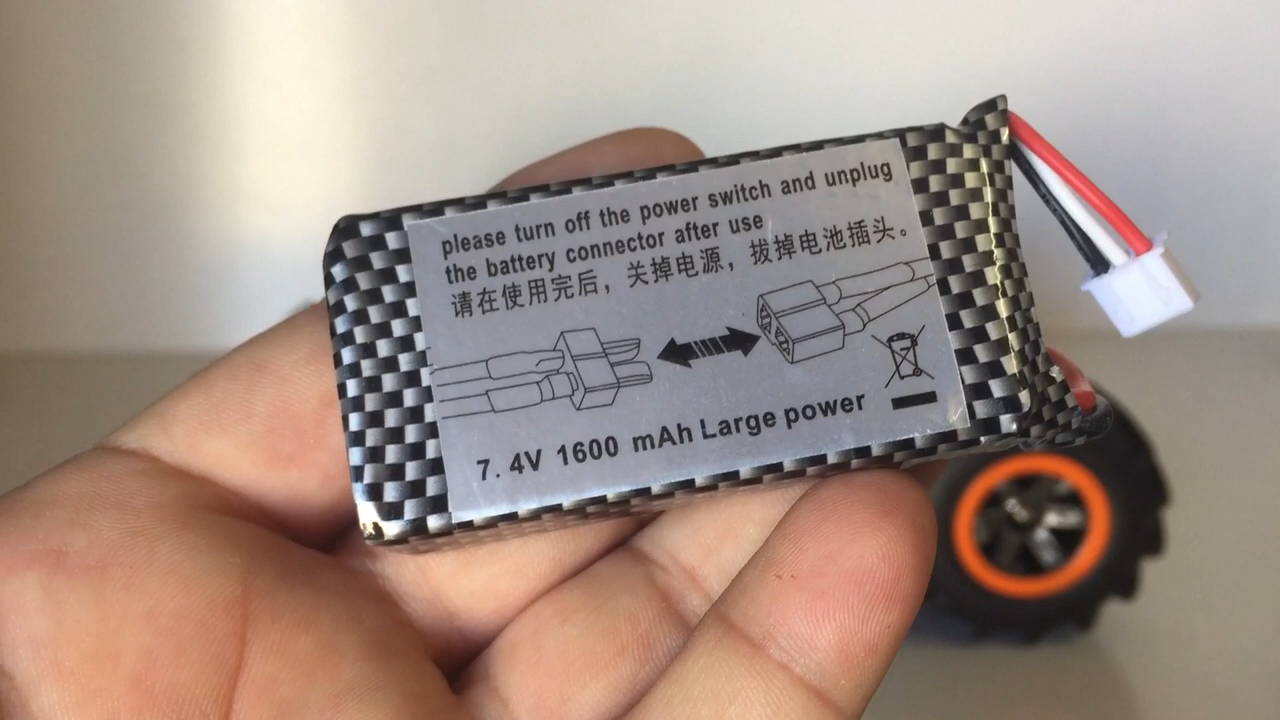 please turn off the power switch and unplug
the battery connector after use
请在使用完后，关掉电源，拔掉电池插头。
7.4V 1600 mAh Large power